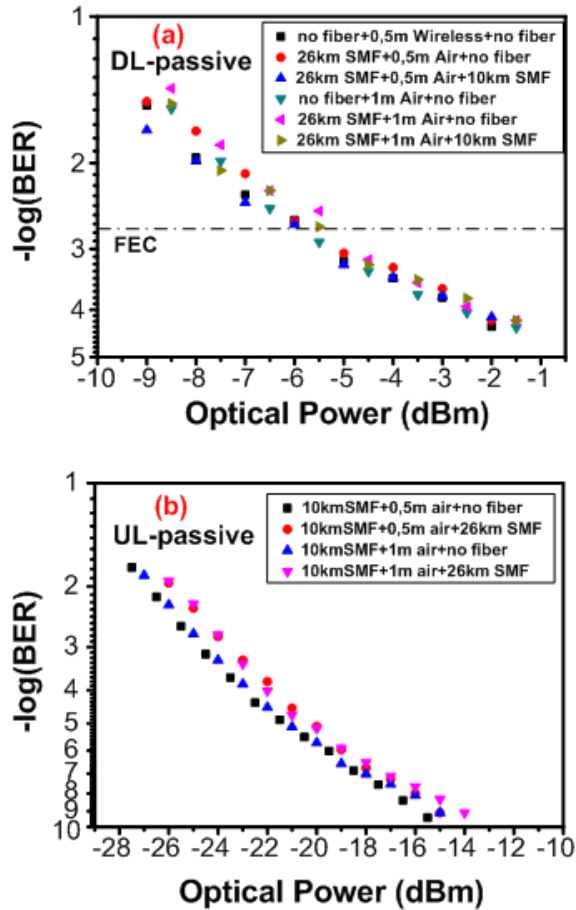 (a)
DL-passive
no fiber+0,5m Wireless+no fiber
26km SMF+0,5m Air+no fiber
26km SMF+0,5m Air+10km SMF
no fiber+1m Air+no fiber
26km SMF+1m Air+no fiber
26km SMF+1m Air+10km SMF
-log(BER)
1
2
3
4
5
FEC
-10 -9 -8 -7 -6 -5 -4 -3 -2 -1
Optical Power (dBm)
(b)
UL-passive
10kmSMF+0,5m air+no fiber
10kmSMF+0,5m air+26km SMF
10kmSMF+1m air+no fiber
10kmSMF+1m air+26km SMF
-log(BER)
1
2
3
4
5
6
7
8
9
10
-28 -26 -24 -22 -20 -18 -16 -14 -12 -10
Optical Power (dBm)